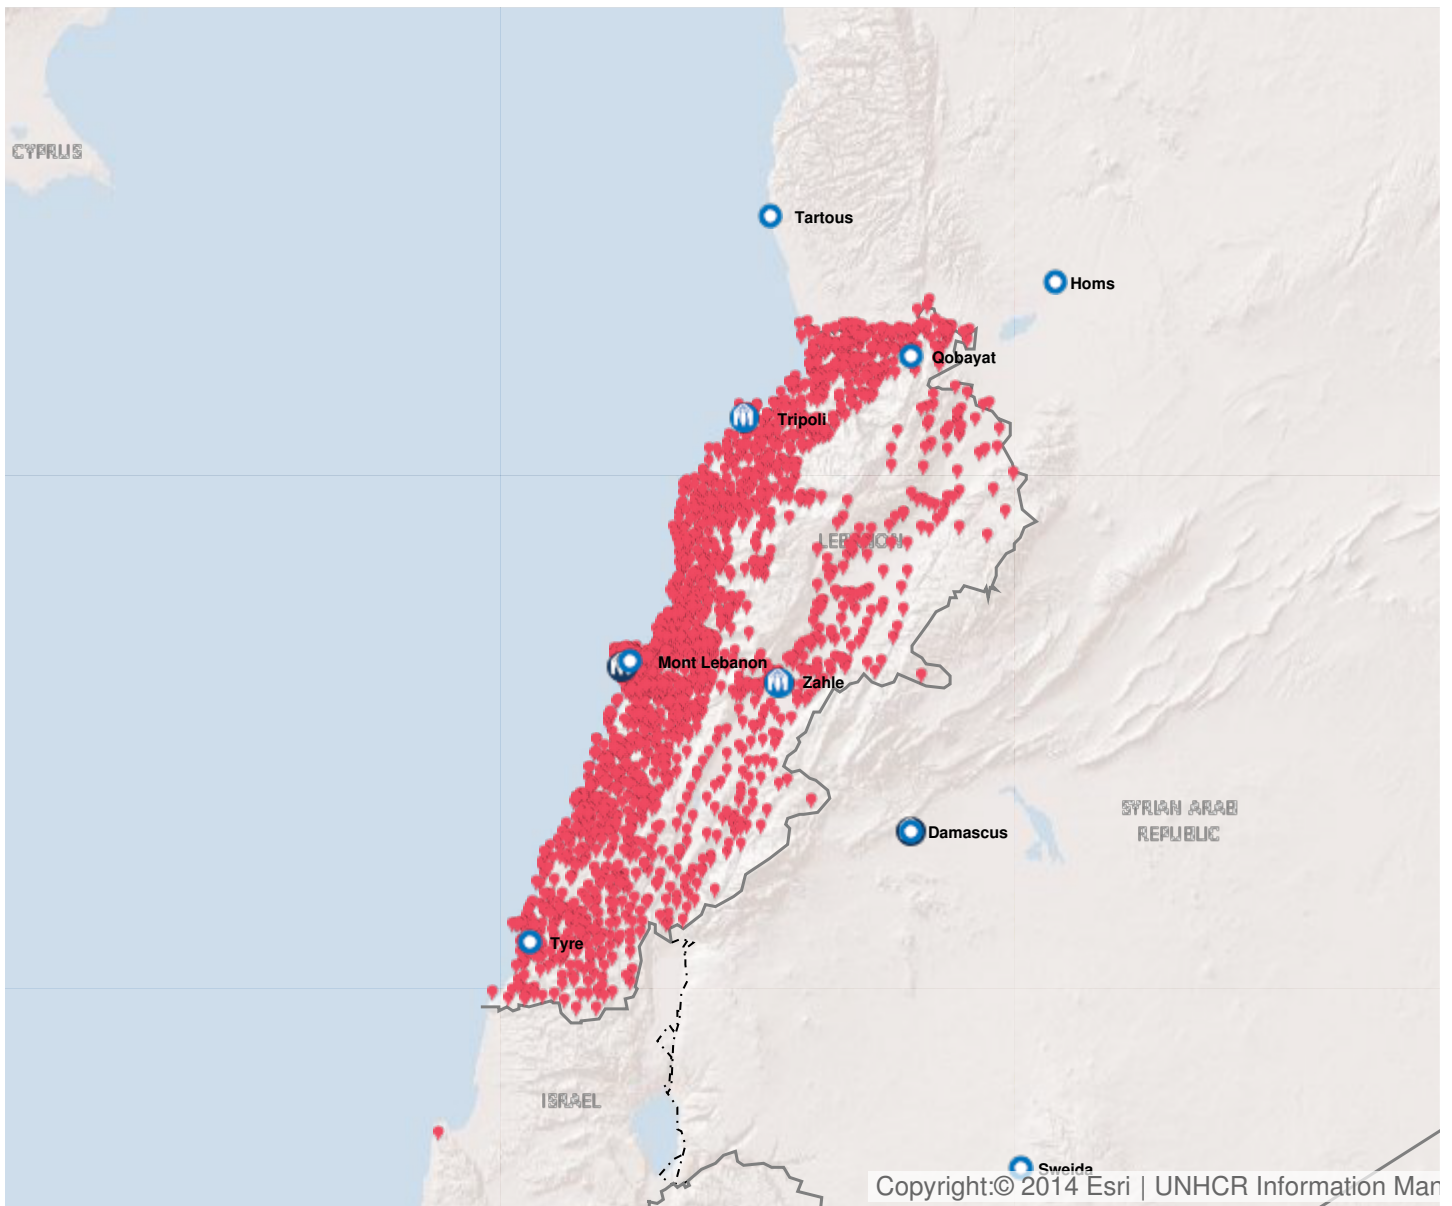 CYPRUS
Tartous
Homs
Qobayat
Tripoli
LEBANON
Mont Lebanon
Zahle
SYRIAN ARAB
REPUBLIC
Damascus
Tyre
ISRAEL
Sweida
Copyright:© 2014 Esri | UNHCR Information Man